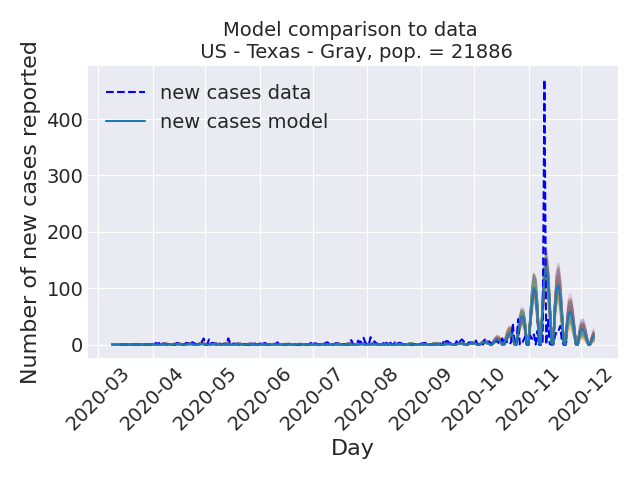 Model comparison to data
US - Texas - Gray, pop. = 21886
Number of new cases reported
new cases data
new cases model
400
300
200
100
0
2020-03
2020-04
2020-05
2020-06
2020-07
2020-08
2020-09
2020-10
2020-11
2020-12
Day